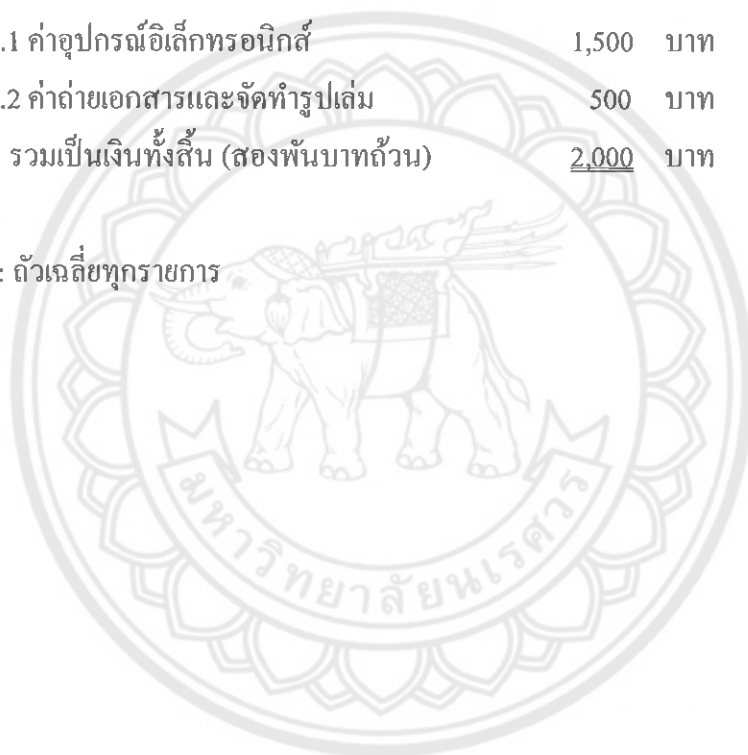 .1 ค่าอุปกรณ์อิเล็กทรอนิกส์ 1,500 บาท
.2 ค่าถ่ายเอกสารและจัดทำรูปเล่ม 500 บาท
รวมเป็นเงินทั้งสิ้น (สองพันบาทถ้วน) 2,000 บาท
: ถัวเฉลี่ยทุกรายการ
มหาวิทยาลัยนเรศวร